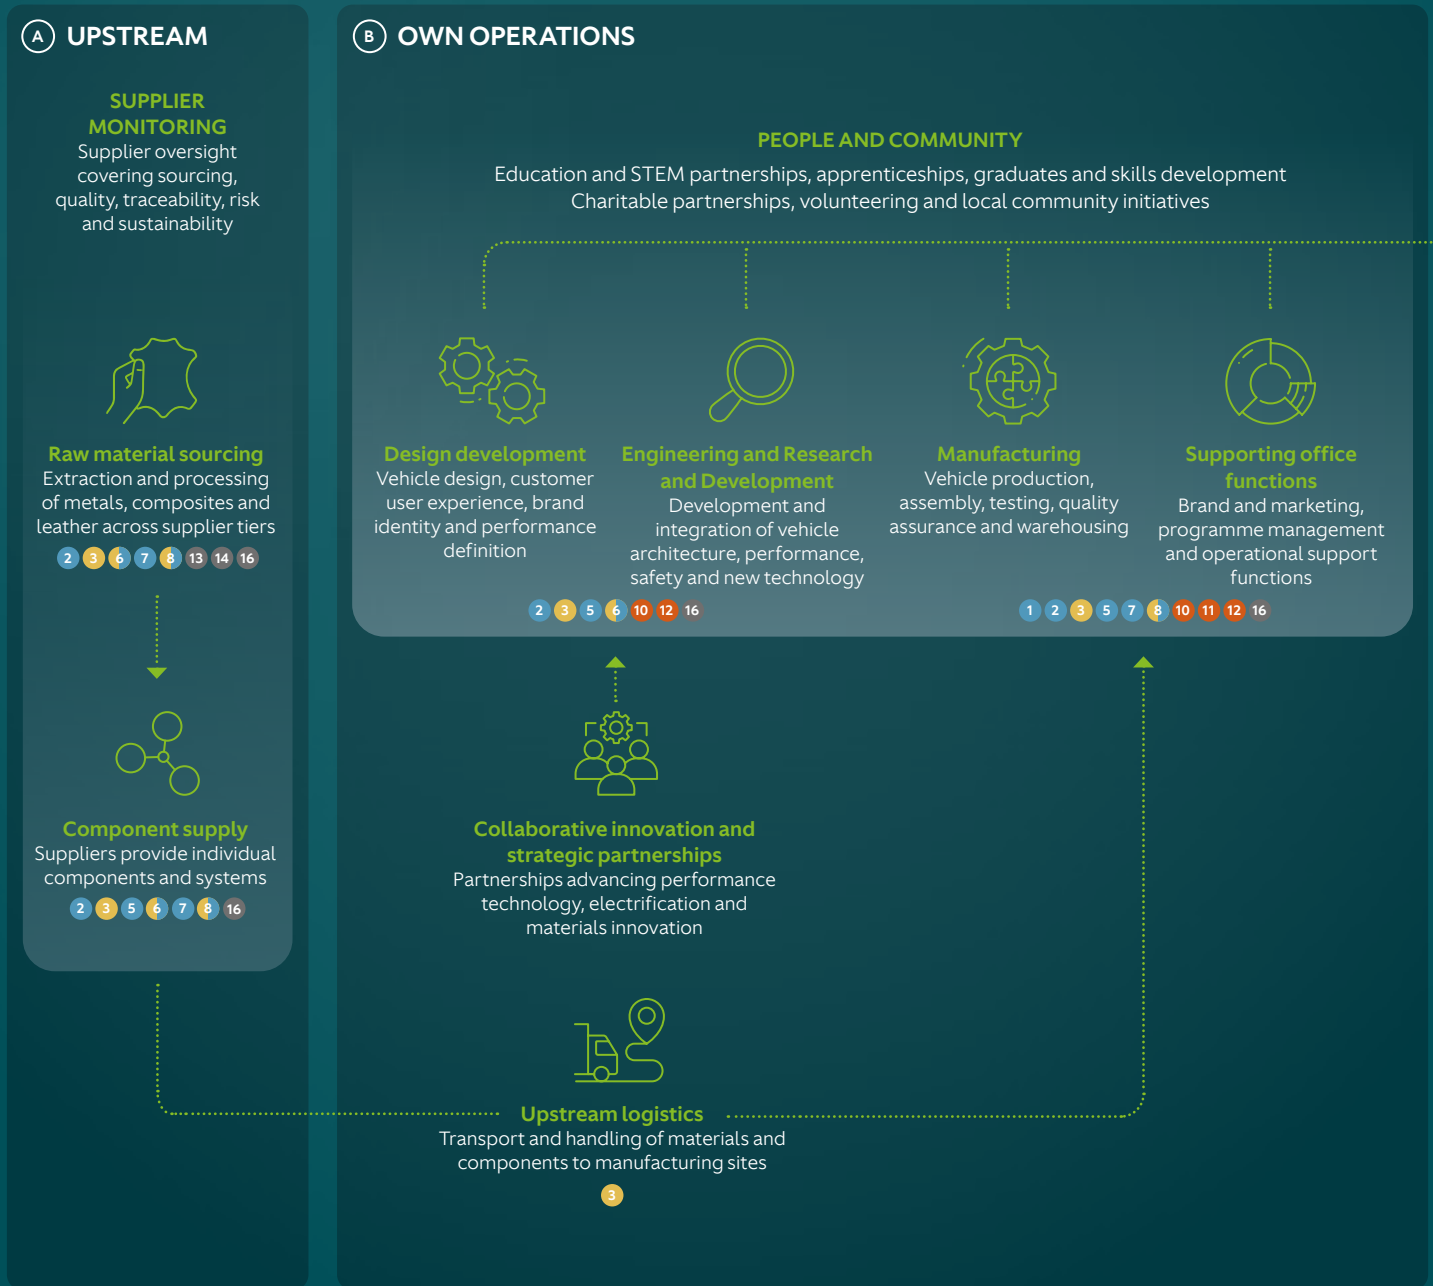 A UPSTREAM
SUPPLIER
MONITORING
Supplier oversight
covering sourcing,
quality, traceability, risk
and sustainability
Raw material sourcing
Extraction and processing
of metals, composites and
leather across supplier tiers
2 3 6 7 8 13 14 16
Component supply
Suppliers provide individual
components and systems
2 3 5 6 7 8 16
B OWN OPERATIONS
PEOPLE AND COMMUNITY
Education and STEM partnerships, apprenticeships, graduates and skills development
Charitable partnerships, volunteering and local community initiatives
Design development
Vehicle design, customer
user experience, brand
identity and performance
definition
Engineering and Research
and Development
Development and
integration of vehicle
architecture, performance,
safety and new technology
2 3 5 6 10 12 16
Manufacturing
Vehicle production,
assembly, testing, quality
assurance and warehousing
Supporting office
functions
Brand and marketing,
programme management
and operational support
functions
1 2 3 5 7 8 10 11 12 16
Collaborative innovation and
strategic partnerships
Partnerships advancing performance
technology, electrification and
materials innovation
Upstream logistics
Transport and handling of materials and
components to manufacturing sites
3